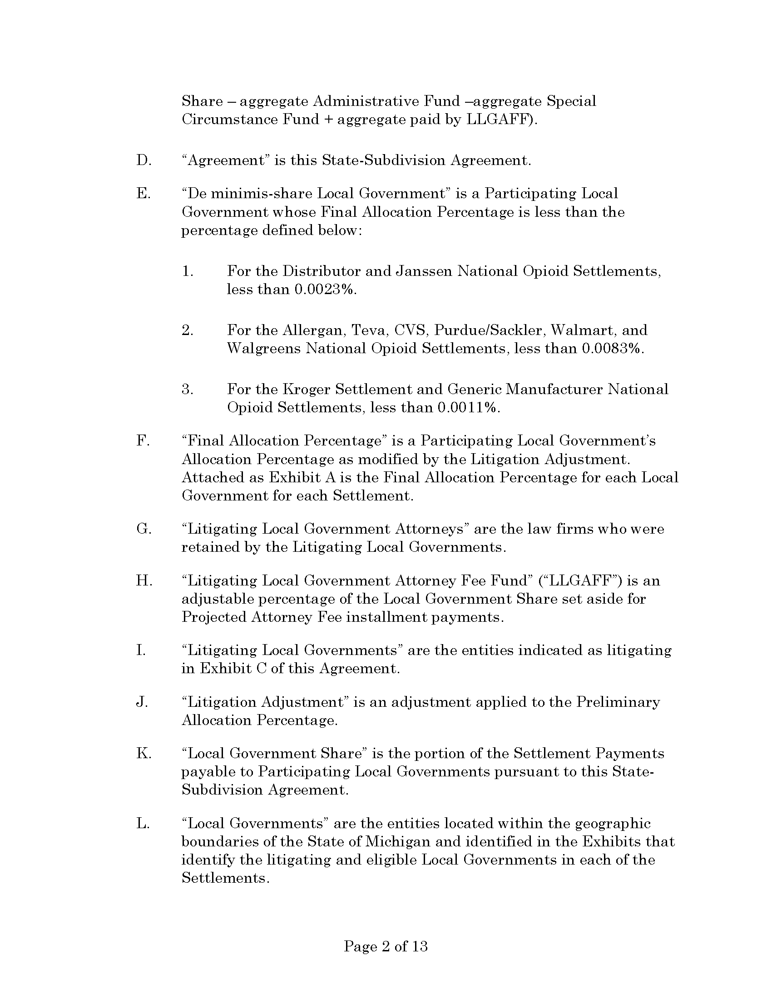 Share – aggregate Administrative Fund –aggregate Special
Circumstance Fund + aggregate paid by LLGAFF).
D. “Agreement” is this State-Subdivision Agreement.
E. “De minimis-share Local Government” is a Participating Local
Government whose Final Allocation Percentage is less than the
percentage defined below:
1. For the Distributor and Janssen National Opioid Settlements,
less than 0.0023%.
2. For the Allergan, Teva, CVS, Purdue/Sackler, Walmart, and
Walgreens National Opioid Settlements, less than 0.0083%.
3. For the Kroger Settlement and Generic Manufacturer National
Opioid Settlements, less than 0.0011%.
F. “Final Allocation Percentage” is a Participating Local Government’s
Allocation Percentage as modified by the Litigation Adjustment.
Attached as Exhibit A is the Final Allocation Percentage for each Local
Government for each Settlement.
G. “Litigating Local Government Attorneys” are the law firms who were
retained by the Litigating Local Governments.
H. “Litigating Local Government Attorney Fee Fund” (“LLGAFF”) is an
adjustable percentage of the Local Government Share set aside for
Projected Attorney Fee installment payments.
I. “Litigating Local Governments” are the entities indicated as litigating
in Exhibit C of this Agreement.
J. “Litigation Adjustment” is an adjustment applied to the Preliminary
Allocation Percentage.
K. “Local Government Share” is the portion of the Settlement Payments
payable to Participating Local Governments pursuant to this State-
Subdivision Agreement.
L. “Local Governments” are the entities located within the geographic
boundaries of the State of Michigan and identified in the Exhibits that
identify the litigating and eligible Local Governments in each of the
Settlements.
Page 2 of 13